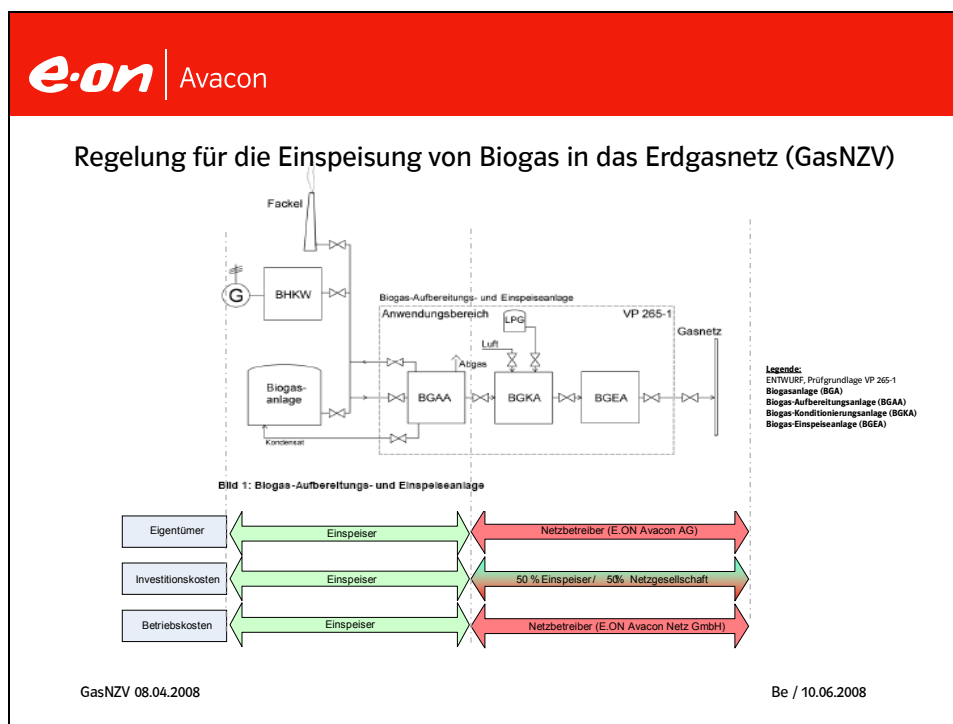 e·on | Avacon
Regelung für die Einspeisung von Biogas in das Erdgasnetz (GasNZV)
Fackel
G
BHKW
Biogas-Aufbereitungs- und Einspeiseanlage
Anwendungsbereich
VP 265-1
LPG
Gasnetz
Luft
Abgas
Biogas-
anlage
BGAA
BGKA
BGEA
Kondensat
Legende:
ENTWURF, Prüfgrundlage VP 265-1
Biogasanlage (BGA)
Biogas-Aufbereitungsanlage (BGAA)
Biogas-Konditionierungsanlage (BGKA)
Biogas-Einspeiseanlage (BGEA)
Bild 1: Biogas-Aufbereitungs- und Einspeiseanlage
Eigentümer
Einspeiser
Netzbetreiber (E.ON Avacon AG)
Investitionskosten
Einspeiser
50 % Einspeiser / 50% Netzgesellschaft
Betriebskosten
Einspeiser
Netzbetreiber (E.ON Avacon Netz GmbH)
GasNZV 08.04.2008
Be / 10.06.2008